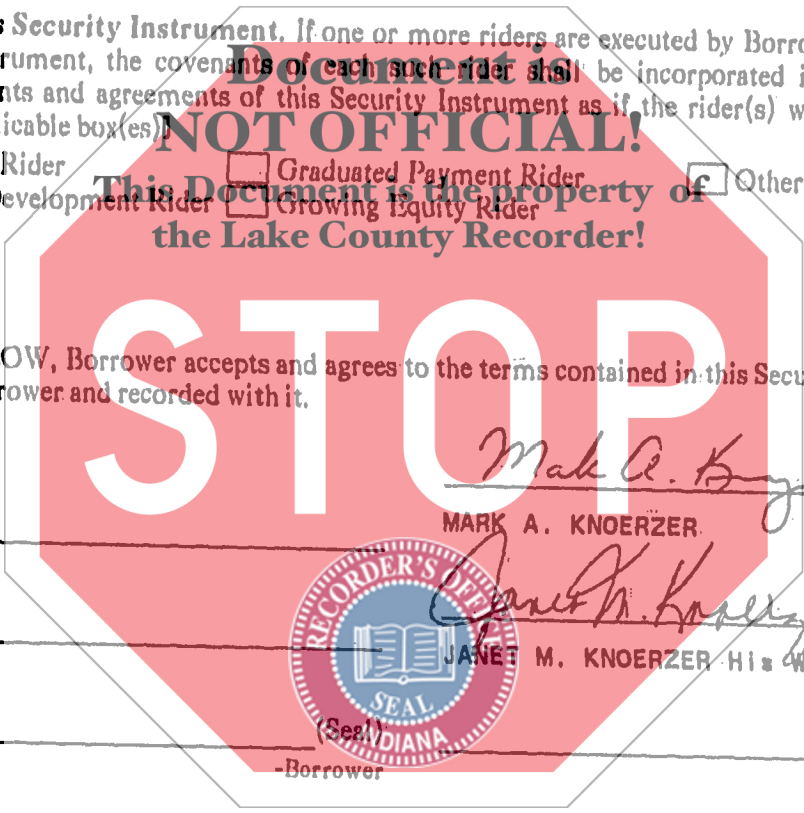 s Security Instrument. If one or more riders are executed by Borro
rument, the covenants of each such rider shall be incorporated i
nts and agreements of this Security Instrument as if the rider(s) w
icable box(es)]
Document is
NOT OFFICIAL!
This Document is the property of
the Lake County Recorder!
Rider
Graduated Payment Rider
Other
evelopment Rider
Growing Equity Rider
STOP
OW, Borrower accepts and agrees to the terms contained in this Secu
rower and recorded with it.
Mark A.
MARK A. KNOERZER
Janet M. Knoerz
JANET M. KNOERZER His W
RECORDER'S OFFICE
SEAL
INDIANA
(Seal)
-Borrower